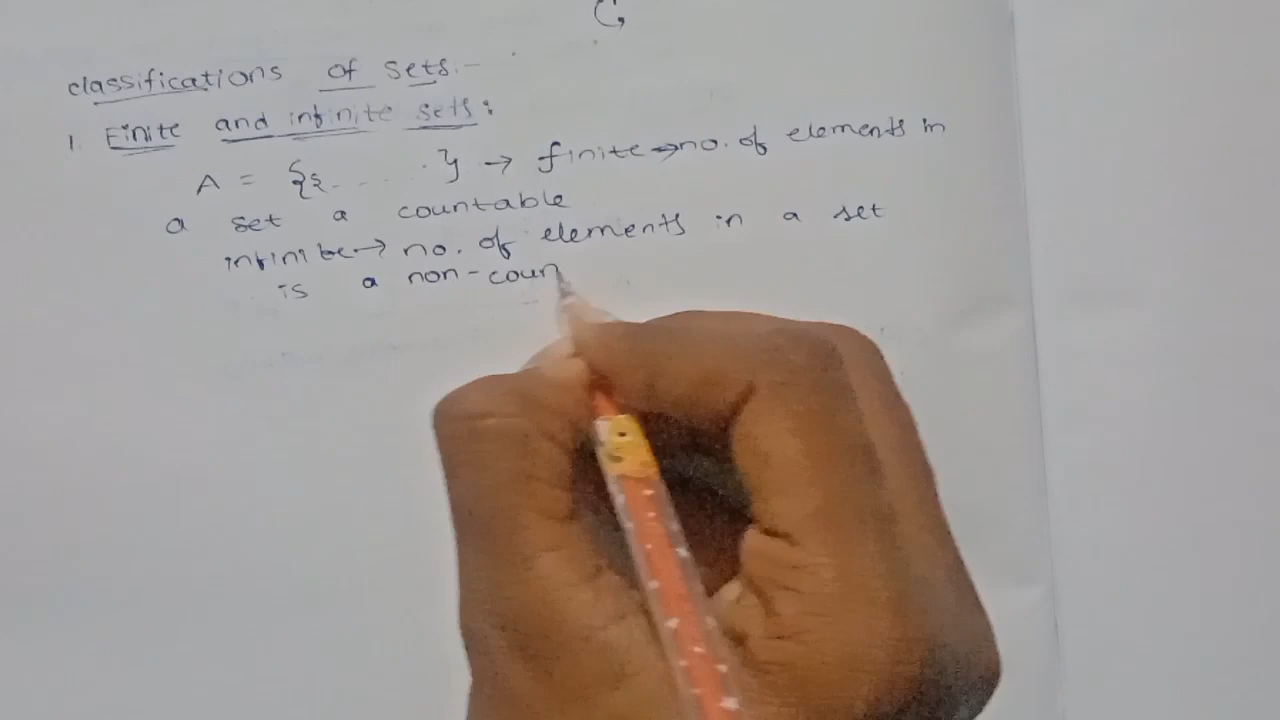 classifications of sets:-
1. Finite and infinite sets:
A = {ξ.......} → finite → no. of elements in
a set a countable
infinite → no. of elements in a set
is a non-coun